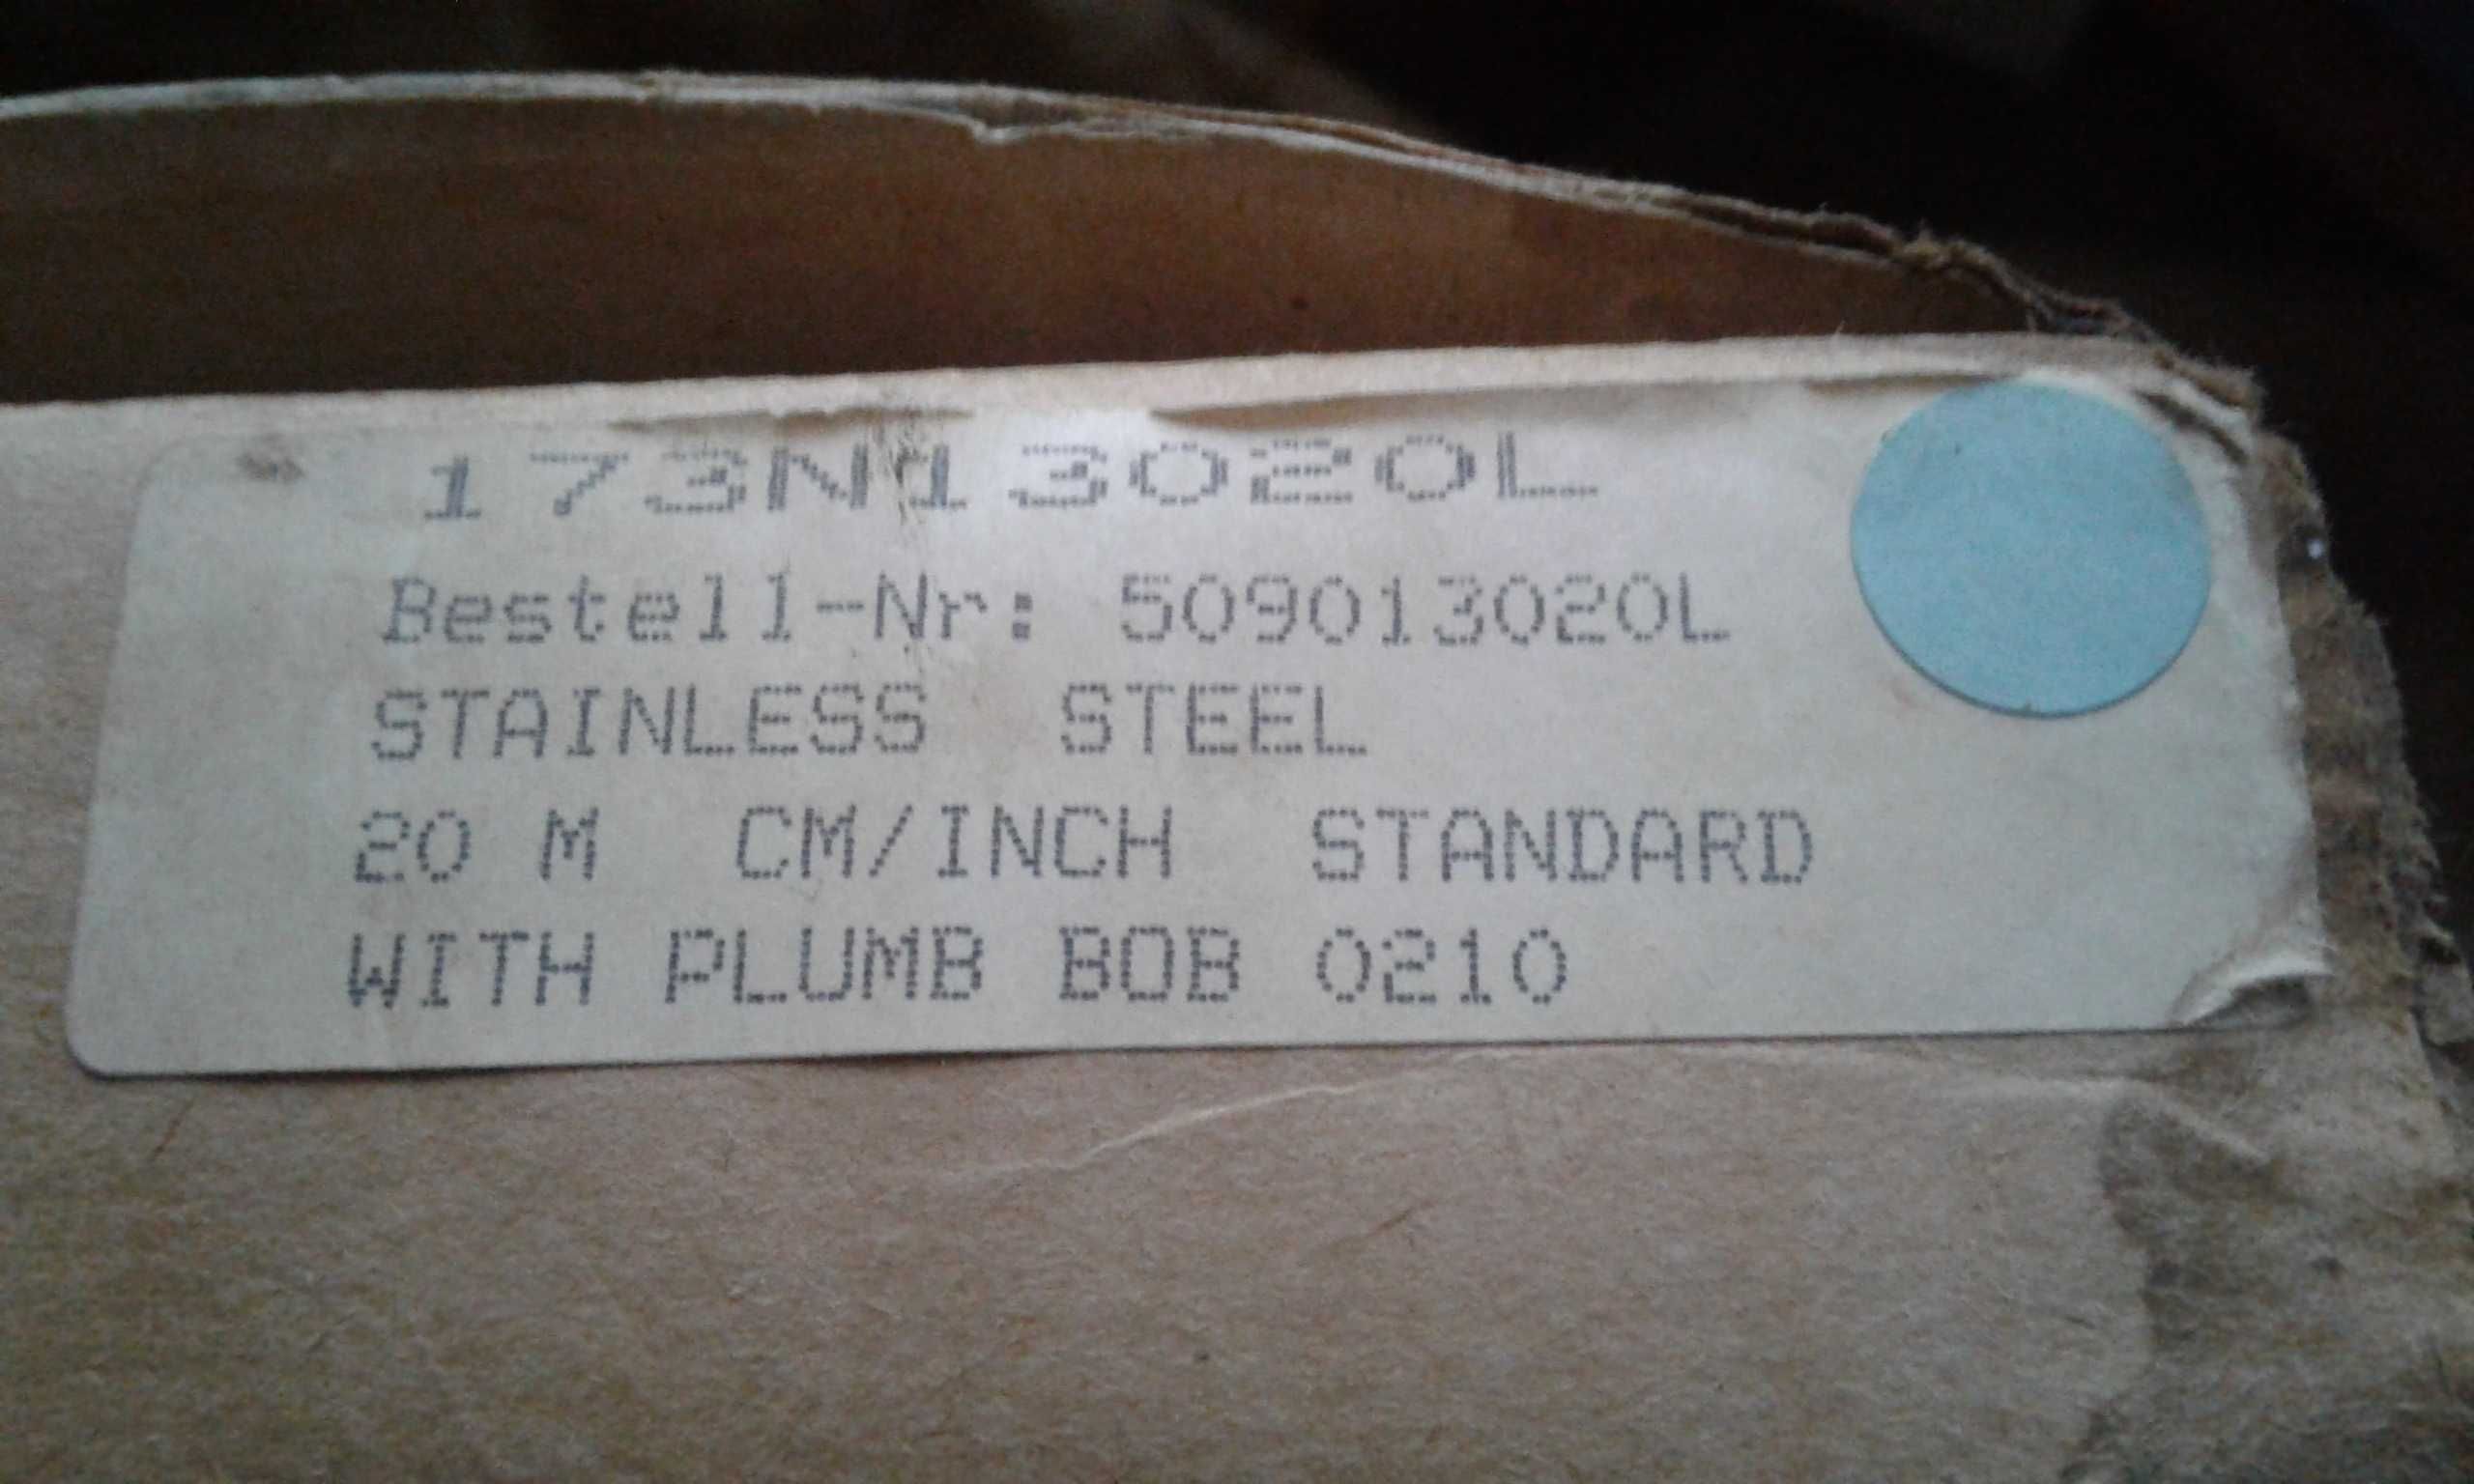 173N13020L
Bestell-Nr: 509013020L
STAINLESS STEEL
20 M CM/INCH STANDARD
WITH PLUMB BOB 0210